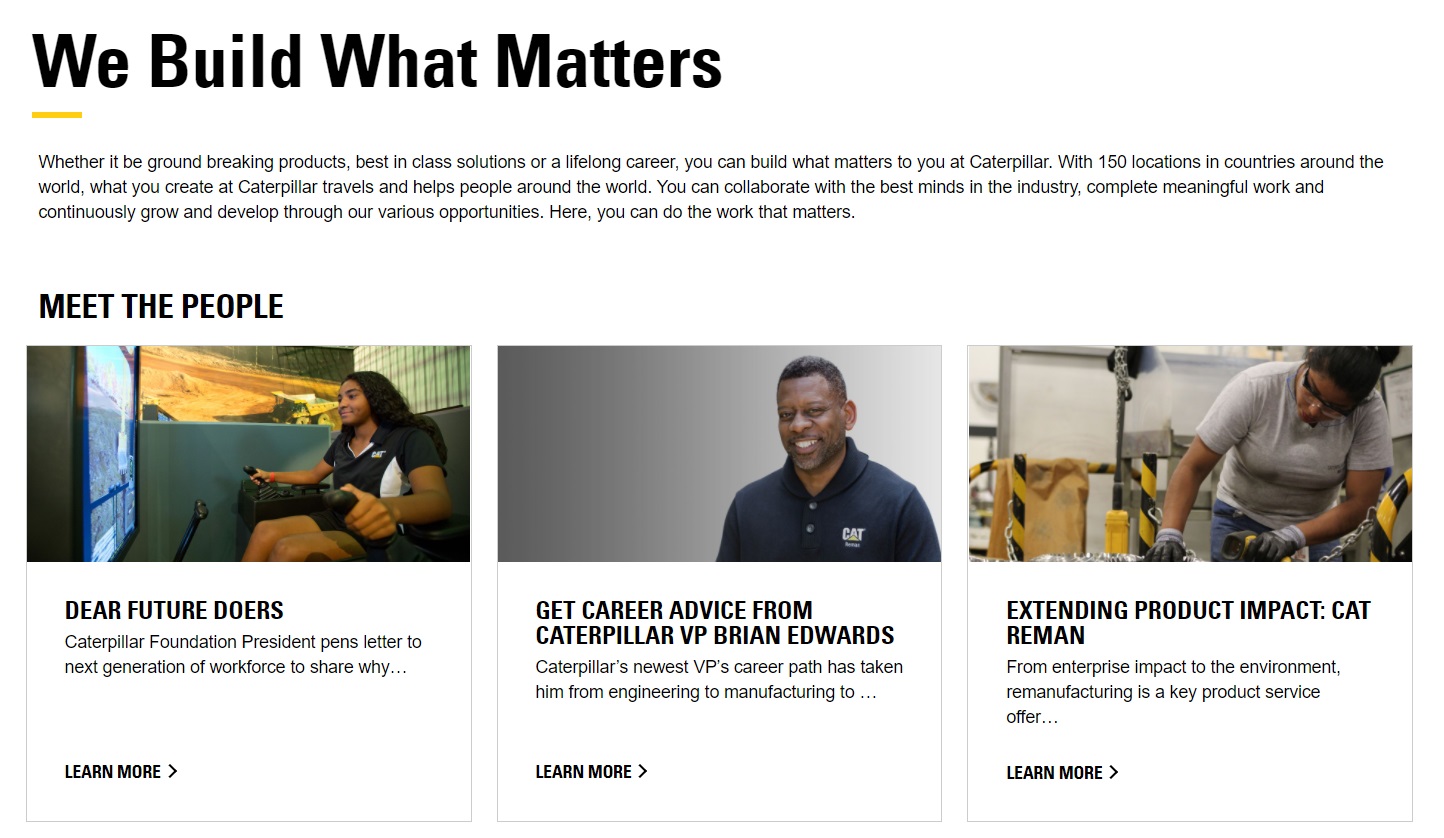 We Build What Matters
Whether it be ground breaking products, best in class solutions or a lifelong career, you can build what matters to you at Caterpillar. With 150 locations in countries around the
world, what you create at Caterpillar travels and helps people around the world. You can collaborate with the best minds in the industry, complete meaningful work and
continuously grow and develop through our various opportunities. Here, you can do the work that matters.
MEET THE PEOPLE
CAT
CAT
Reman
DEAR FUTURE DOERS
Caterpillar Foundation President pens letter to
next generation of workforce to share why…
LEARN MORE
GET CAREER ADVICE FROM
CATERPILLAR VP BRIAN EDWARDS
Caterpillar’s newest VP’s career path has taken
him from engineering to manufacturing to …
LEARN MORE
EXTENDING PRODUCT IMPACT: CAT
REMAN
From enterprise impact to the environment,
remanufacturing is a key product service
offer…
LEARN MORE